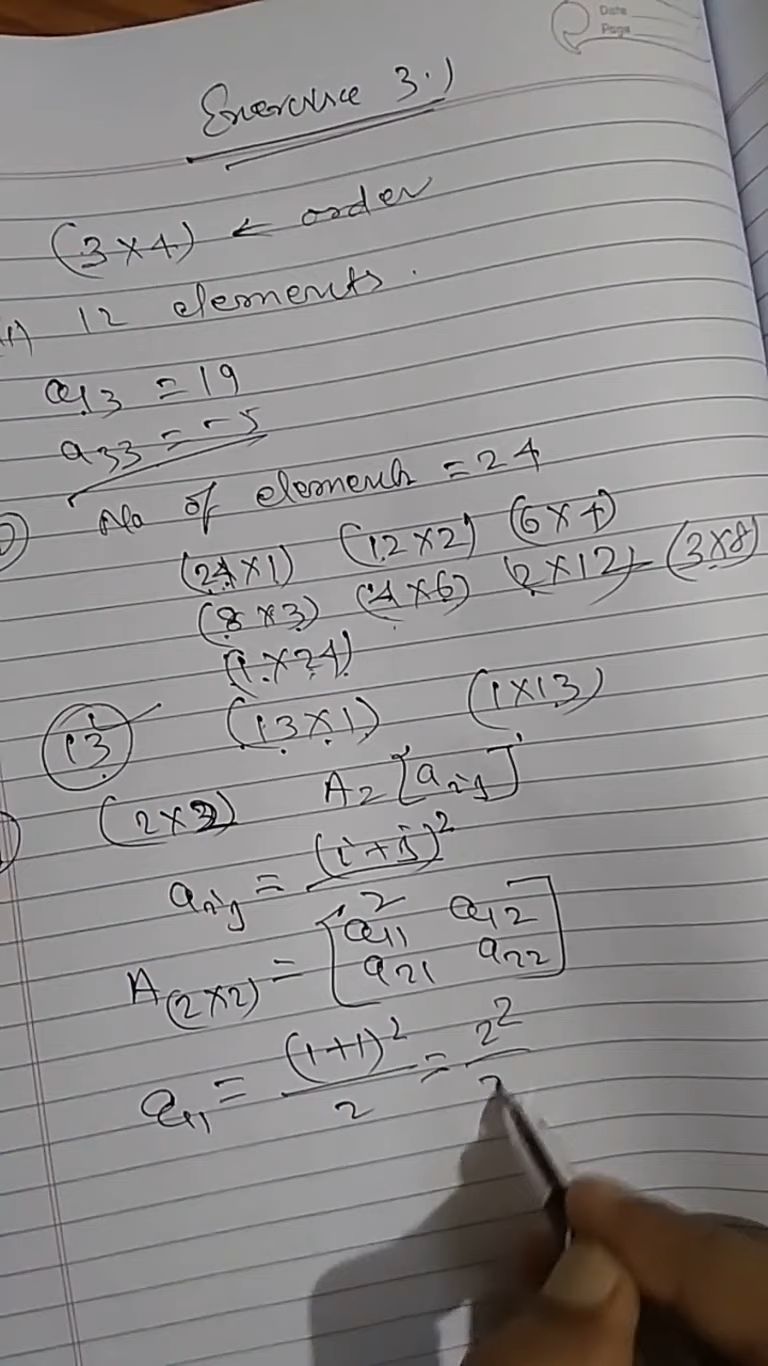 Date
Page
Exercise 3.1
(3×4) ← order
12 elements.
a13 = 19
a33 = -5
No of elements = 24
(24×1) (12×2) (6×4)
(8×3) (4×6) (2×12) (3×8)
(1×24)
13 (13×1) (1×13)
(2×2) A = [aij]
aij = (i+j)²/2
A(2×2) = [a11 a12
a21 a22]
a11 = (1+1)²/2 = 2²/2